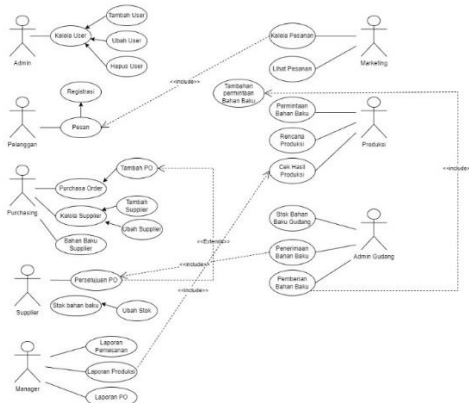 Admin
Kelola User
Tambah User
Ubah User
Hapus User
Pelanggan
Registrasi
Pesan
Purchasing
Purchase Order
Tambah PO
Kelola Supplier
Tambah
Supplier
Ubah Supplier
Bahan Baku
Supplier
Supplier
Persetujuan PO
Stok bahan baku
Ubah Stok
Manager
Laporan
Pemesanan
Laporan Produksi
Laporan PO
<<include>>
<<Extend>>
<<include>>
<<include>>
<<include>>
Kelola Pesanan
Lihat Pesanan
Marketing
Tambahan
permintaan
Bahan Baku
Permintaan
Bahan Baku
Rencana
Produksi
Cek Hasil
Produksi
Produksi
Stok Bahan
Baku Gudang
Penerimaan
Bahan Baku
Pemberian
Bahan Baku
Admin Gudang